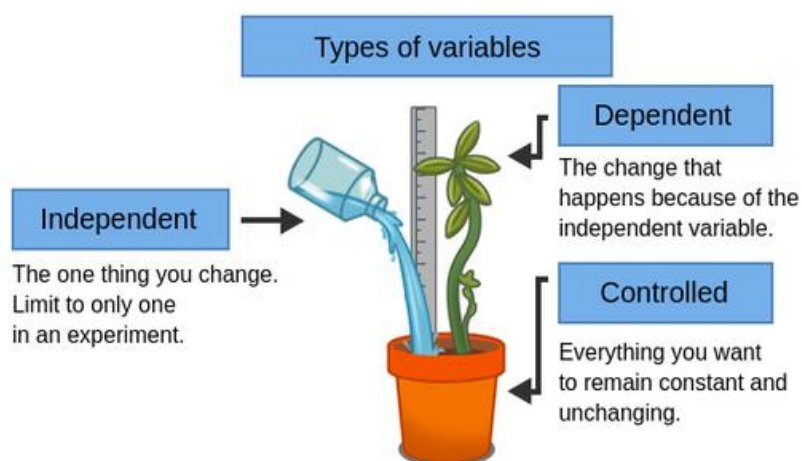 Types of variables
Independent
The one thing you change.
Limit to only one
in an experiment.
Dependent
The change that
happens because of the
independent variable.
Controlled
Everything you want
to remain constant and
unchanging.